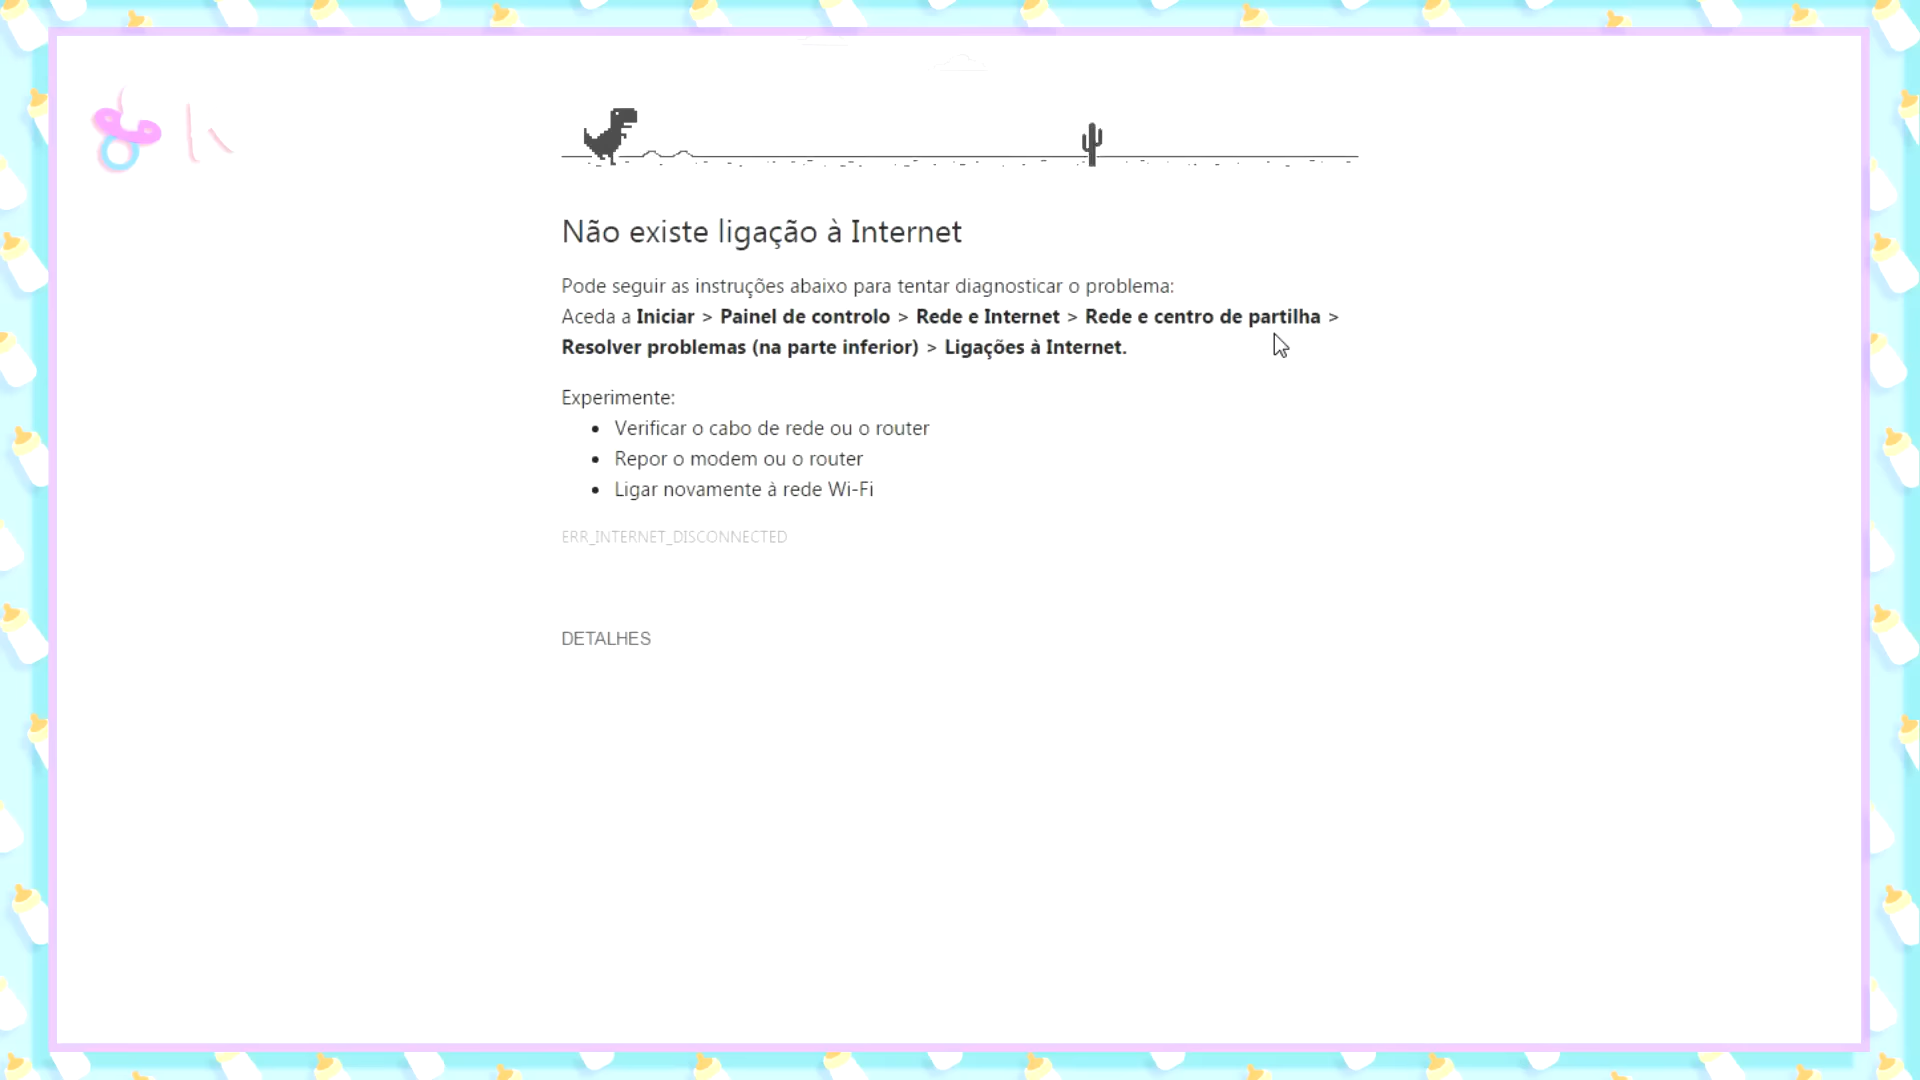 Não existe ligação à Internet
Pode seguir as instruções abaixo para tentar diagnosticar o problema:
Aceda a Iniciar > Painel de controlo > Rede e Internet > Rede e centro de partilha >
Resolver problemas (na parte inferior) > Ligações à Internet.
Experimente:
• Verificar o cabo de rede ou o router
• Repor o modem ou o router
• Ligar novamente à rede Wi-Fi
ERR_INTERNET_DISCONNECTED
DETALHES